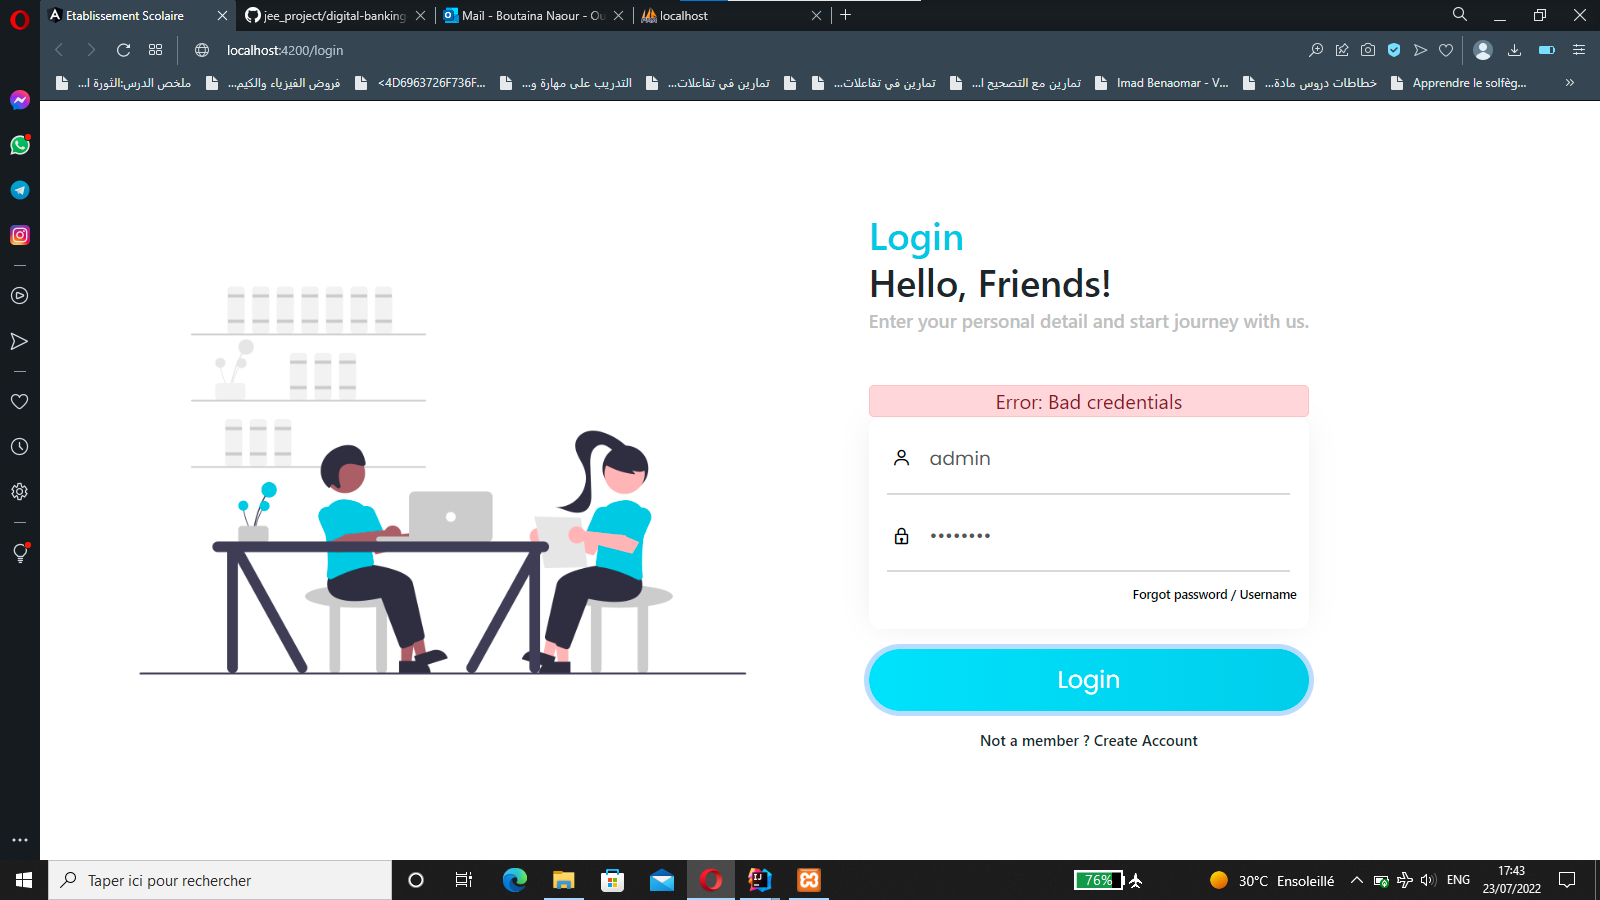 Etablissement Scolaire
jee_project/digital-banking
Mail - Boutaina Naour - Ou
localhost
localhost:4200/login
ملخص الدرس:الثورة ا...
فروض الفيزياء والكيم...
<4D6963726F736F...
التدريب على مهارة و...
تمارين في تفاعلات...
تمارين في تفاعلات...
تمارين مع التصحيح ا...
Imad Benaomar - V...
خطاطات دروس مادة...
Apprendre le solfèg...
Login
Hello, Friends!
Enter your personal detail and start journey with us.
Error: Bad credentials
admin
••••••••
Forgot password / Username
Login
Not a member ? Create Account
Taper ici pour rechercher
76%
30°C Ensoleillé
ENG
17:43
23/07/2022